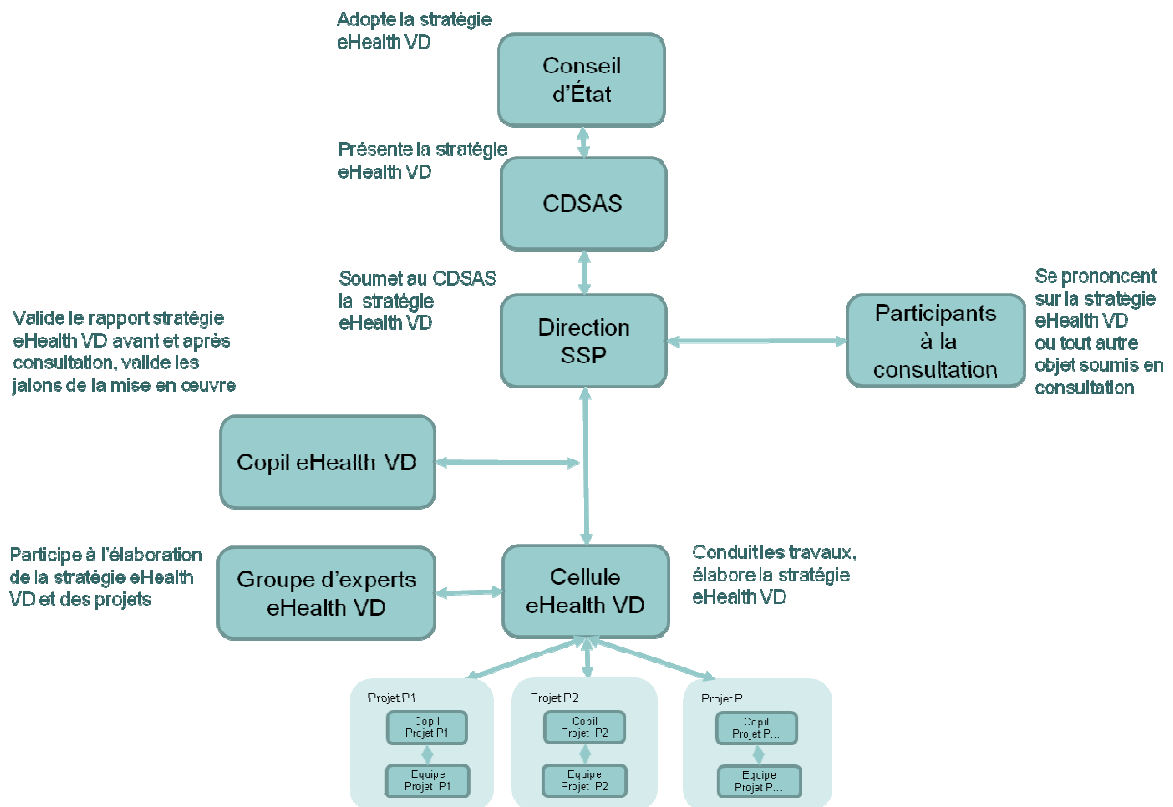 Adopte la stratégie
eHealth VD
Conseil
d'État
Présente la stratégie
eHealth VD
CDSAS
Soumet au CDSAS
la stratégie
eHealth VD
Direction
SSP
Participants
à la
consultation
Se prononcent
sur la stratégie
eHealth VD
ou tout autre
objet soumis en
consultation
Valide le rapport stratégie
eHealth VD avant et après
consultation, valide les
jalons de la mise en œuvre
Copil eHealth VD
Participe à l'élaboration
de la stratégie eHealth
VD et des projets
Groupe d'experts
eHealth VD
Cellule
eHealth VD
Conduit les travaux,
élabore la stratégie
eHealth VD
Projet P1
Copil
Projet P1
Equipe
Projet P1
Projet P2
Copil
Projet P2
Equipe
Projet P2
Projet P...
Copil
Projet P...
Equipe
Projet P...